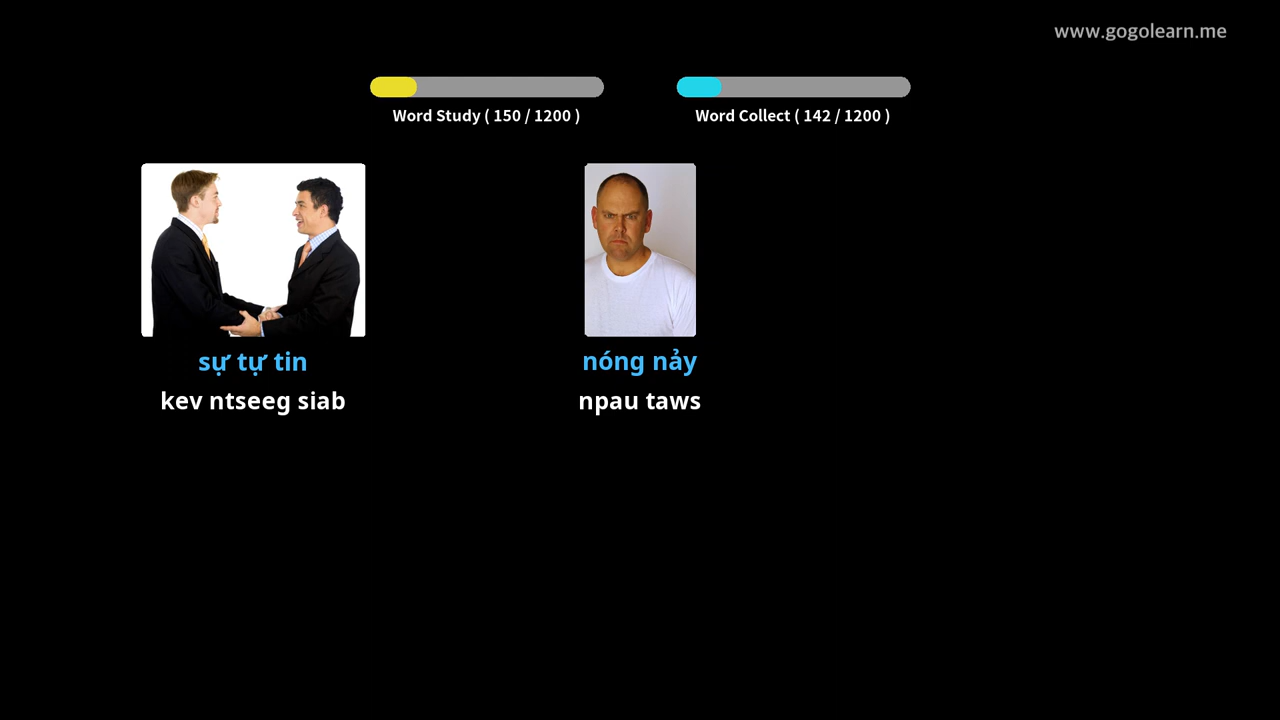 www.gogolearn.me
Word Study ( 150 / 1200 )
Word Collect ( 142 / 1200 )
sự tự tin
nóng nảy
kev ntseeg siab
npau taws